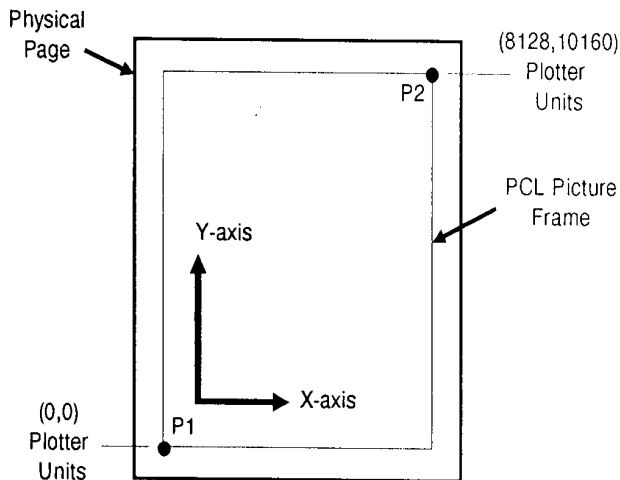 Physical
Page
(8128,10160)
Plotter
Units
P2
PCL Picture
Frame
Y-axis
X-axis
(0,0)
Plotter
Units
P1